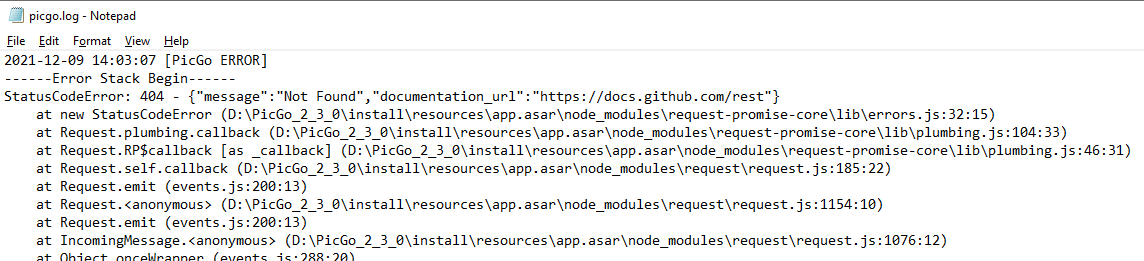 picgo.log - Notepad
File Edit Format View Help
2021-12-09 14:03:07 [PicGo ERROR]
------Error Stack Begin------
StatusCodeError: 404 - {"message":"Not Found","documentation_url":"https://docs.github.com/rest"}
    at new StatusCodeError (D:\PicGo_2_3_0\install\resources\app.asar\node_modules\request-promise-core\lib\errors.js:32:15)
    at Request.plumbing.callback (D:\PicGo_2_3_0\install\resources\app.asar\node_modules\request-promise-core\lib\plumbing.js:104:33)
    at Request.RP$callback [as _callback] (D:\PicGo_2_3_0\install\resources\app.asar\node_modules\request-promise-core\lib\plumbing.js:46:31)
    at Request.self.callback (D:\PicGo_2_3_0\install\resources\app.asar\node_modules\request\request.js:185:22)
    at Request.emit (events.js:200:13)
    at Request.<anonymous> (D:\PicGo_2_3_0\install\resources\app.asar\node_modules\request\request.js:1154:10)
    at Request.emit (events.js:200:13)
    at IncomingMessage.<anonymous> (D:\PicGo_2_3_0\install\resources\app.asar\node_modules\request\request.js:1076:12)
    at Object.onceWrapper (events.js:288:20)